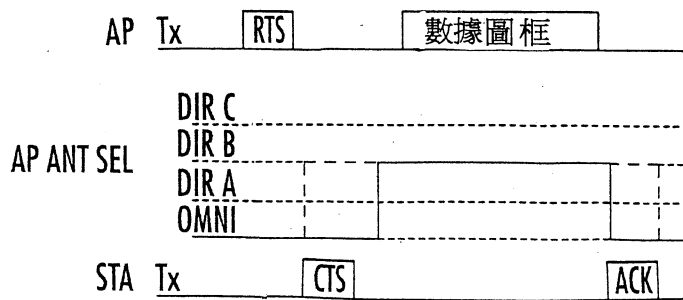 AP Tx RTS 數據圖框
DIR C
DIR B
AP ANT SEL
DIR A
OMNI
STA Tx CTS ACK